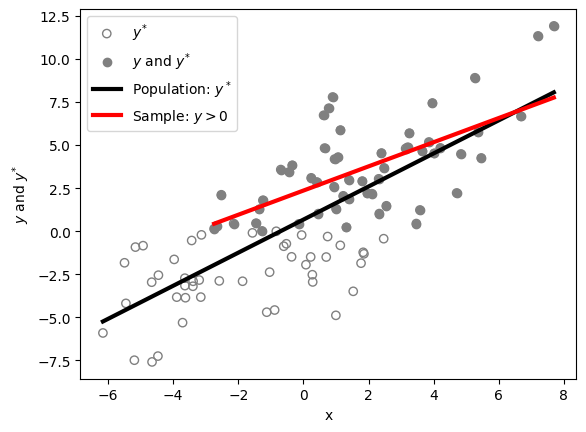 12.5
10.0
7.5
5.0
2.5
0.0
−2.5
−5.0
−7.5
y and y*
y*
y and y*
Population: y*
Sample: y > 0
−6 −4 −2 0 2 4 6 8
x